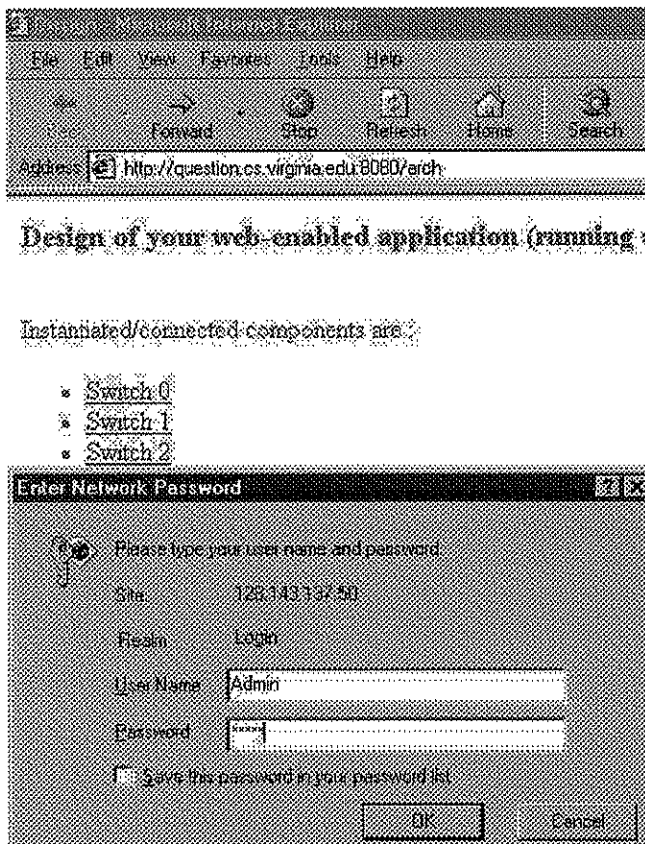 Microsoft Internet Explorer
File Edit View Favorites Tools Help
Forward Stop Refresh Home Search
Address http://question.cs.virginia.edu:8080/arch
Design of your web-enabled application (running
Instantiated/connected components are :
Switch 0
Switch 1
Switch 2
Enter Network Password
Please type your user name and password.
Site: 128.143.137.50
Realm Login
User Name Admin
Password ****
Save this password in your password list
OK Cancel